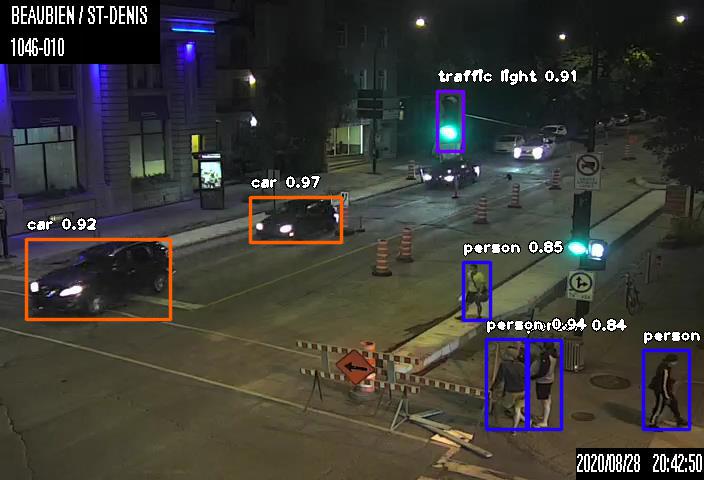 BEAUBIEN / ST-DENIS
1046-010
traffic light 0.91
car 0.97
car 0.92
person 0.85
person 0.94
0.84
person
2020/08/28 20:42:50